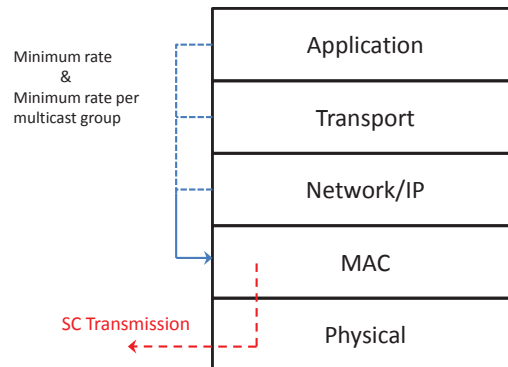 Minimum rate
&
Minimum rate per
multicast group
Application
Transport
Network/IP
MAC
SC Transmission
Physical